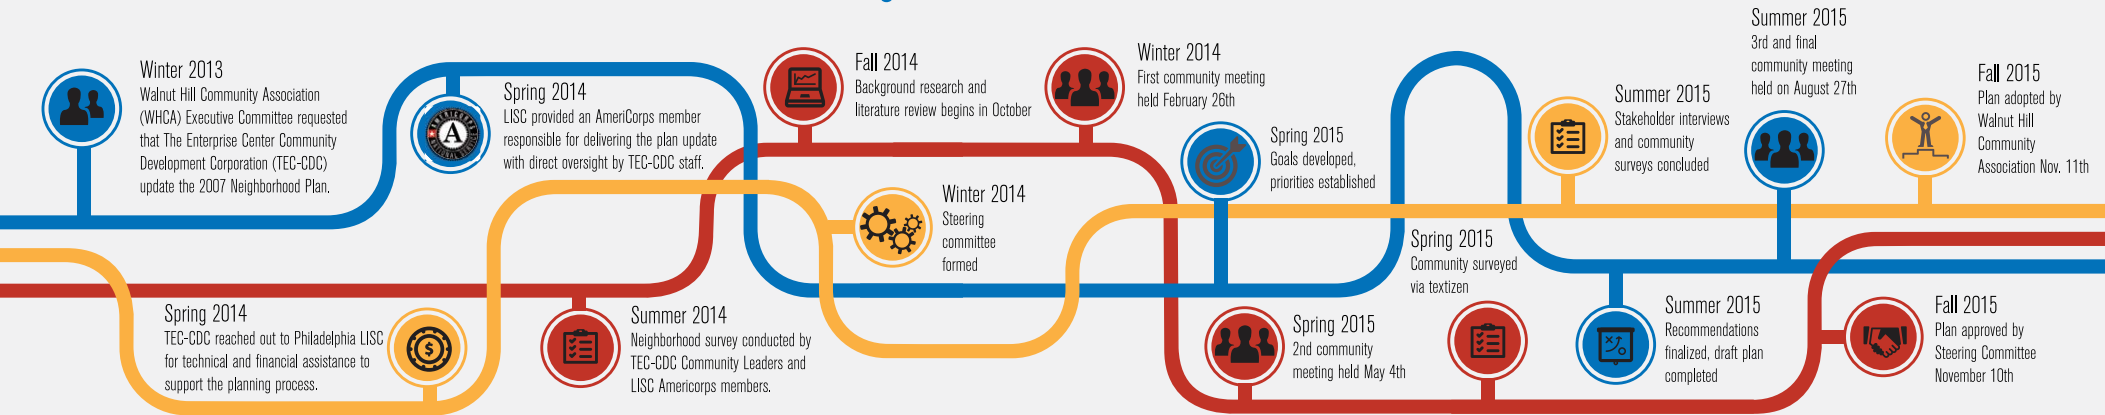 Winter 2013
Walnut Hill Community Association
(WHCA) Executive Committee requested
that The Enterprise Center Community
Development Corporation (TEC-CDC)
update the 2007 Neighborhood Plan.
Spring 2014
TEC-CDC reached out to Philadelphia LISC
for technical and financial assistance to
support the planning process.
$
AMERICORPS
A
Spring 2014
LISC provided an AmeriCorps member
responsible for delivering the plan update
with direct oversight by TEC-CDC staff.
Summer 2014
Neighborhood survey conducted by
TEC-CDC Community Leaders and
LISC Americorps members.
Fall 2014
Background research and
literature review begins in October
Winter 2014
Steering
committee
formed
Winter 2014
First community meeting
held February 26th
Spring 2015
Goals developed,
priorities established
Spring 2015
2nd community
meeting held May 4th
Spring 2015
Community surveyed
via textizen
Summer 2015
Stakeholder interviews
and community
surveys concluded
Summer 2015
Recommendations
finalized, draft plan
completed
Summer 2015
3rd and final
community meeting
held on August 27th
Fall 2015
Plan approved by
Steering Committee
November 10th
Fall 2015
Plan adopted by
Walnut Hill
Community
Association Nov. 11th